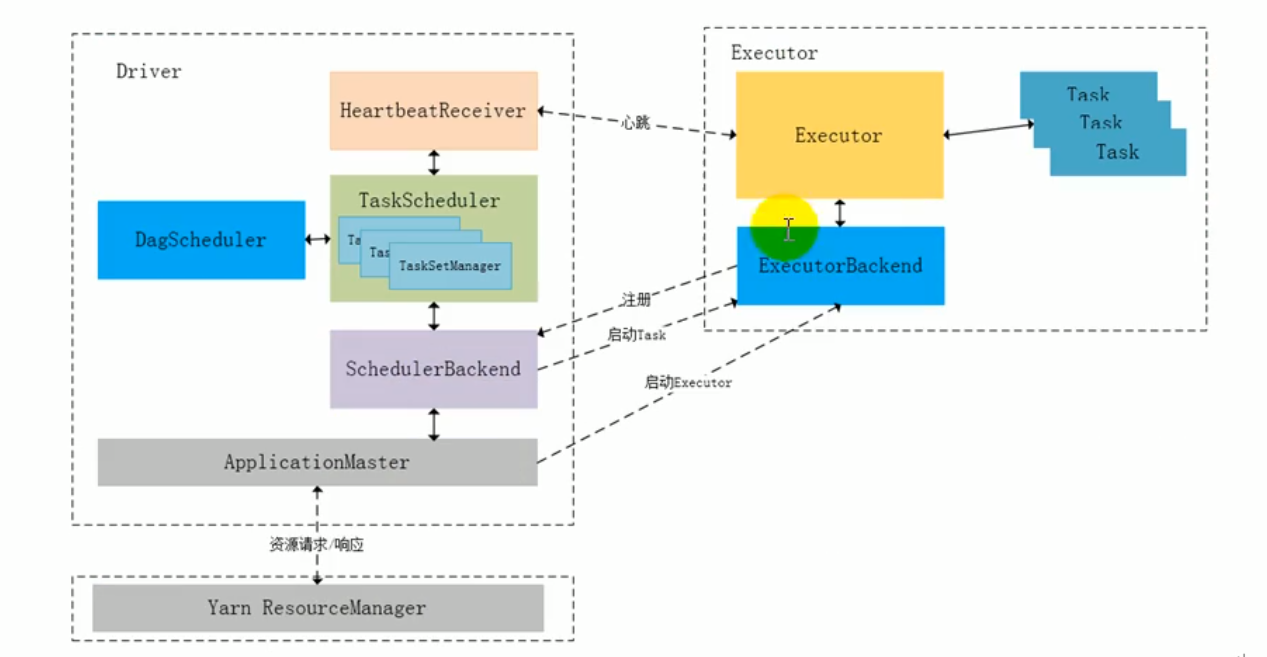 Driver
HeartbeatReceiver
TaskScheduler
Ta
Tas
TaskSetManager
DagScheduler
SchedulerBackend
ApplicationMaster
资源请求/响应
Yarn ResourceManager
心跳
注册
启动Task
启动Executor
Executor
Executor
Task
Task
Task
ExecutorBackend